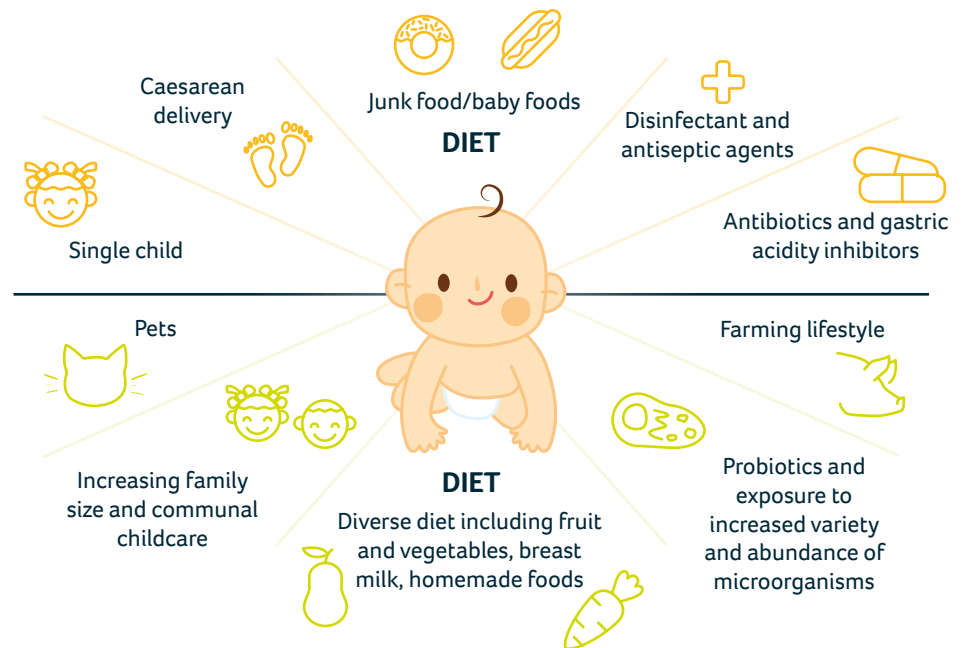 Caesarean
delivery
Junk food/baby foods
DIET
Disinfectant and
antiseptic agents
Single child
Antibiotics and gastric
acidity inhibitors
Pets
Farming lifestyle
Increasing family
size and communal
childcare
DIET
Diverse diet including fruit
and vegetables, breast
milk, homemade foods
Probiotics and
exposure to
increased variety
and abundance of
microorganisms